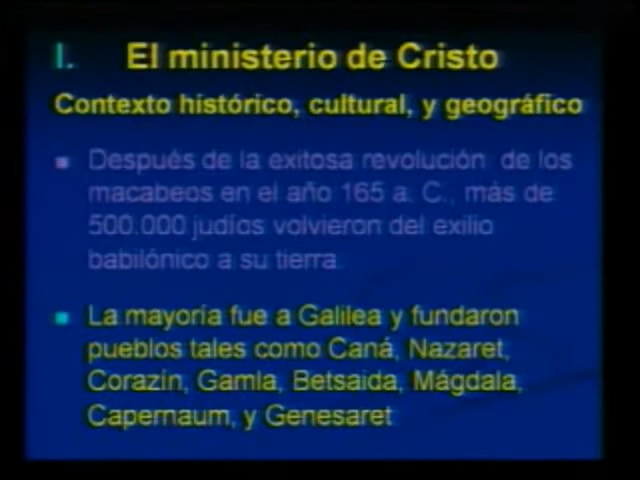 I. El ministerio de Cristo
Contexto histórico, cultural, y geográfico
Después de la exitosa revolución de los
macabeos en el año 165 a. C., más de
500.000 judíos volvieron del exilio
babilónico a su tierra.
La mayoría fue a Galilea y fundaron
pueblos tales como Caná, Nazaret,
Corazín, Gamla, Betsaida, Mágdala,
Capernaum, y Genesaret